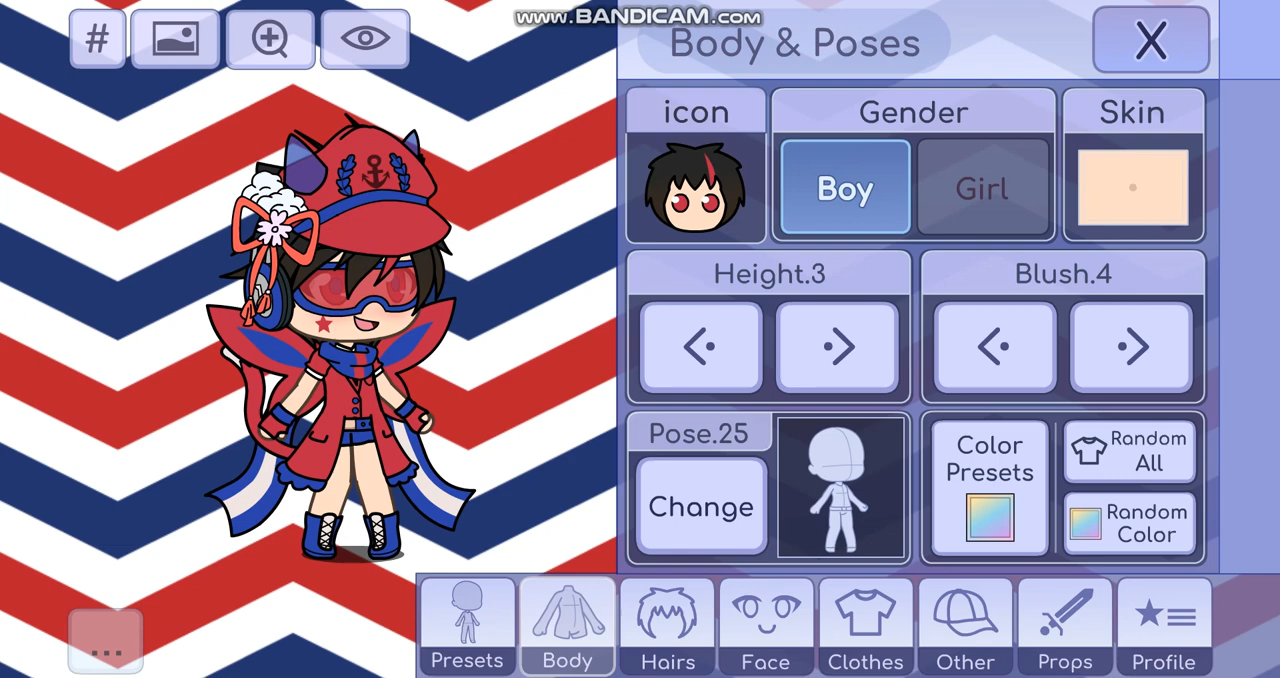 www.BANDICAM.com
#
Body & Poses
X
icon
Gender
Skin
Boy
Girl
Height.3
Blush.4
Pose.25
Change
Color
Presets
Random
All
Random
Color
...
Presets
Body
Hairs
Face
Clothes
Other
Props
Profile